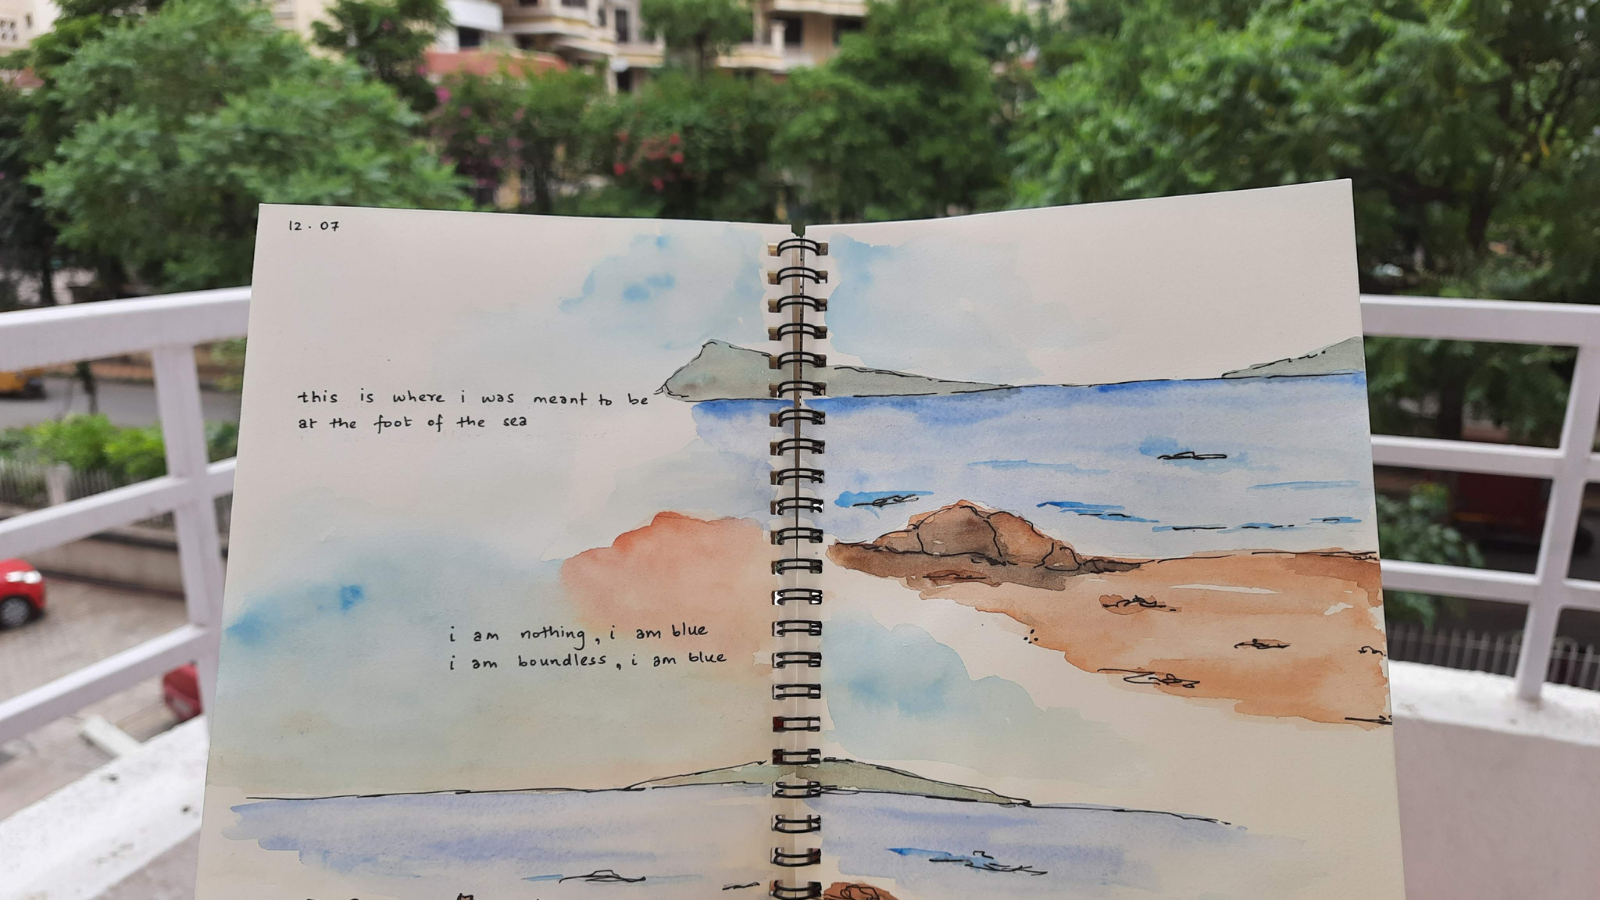 12.07
this is where i was meant to be
at the foot of the sea
i am nothing, i am blue
i am boundless, i am blue